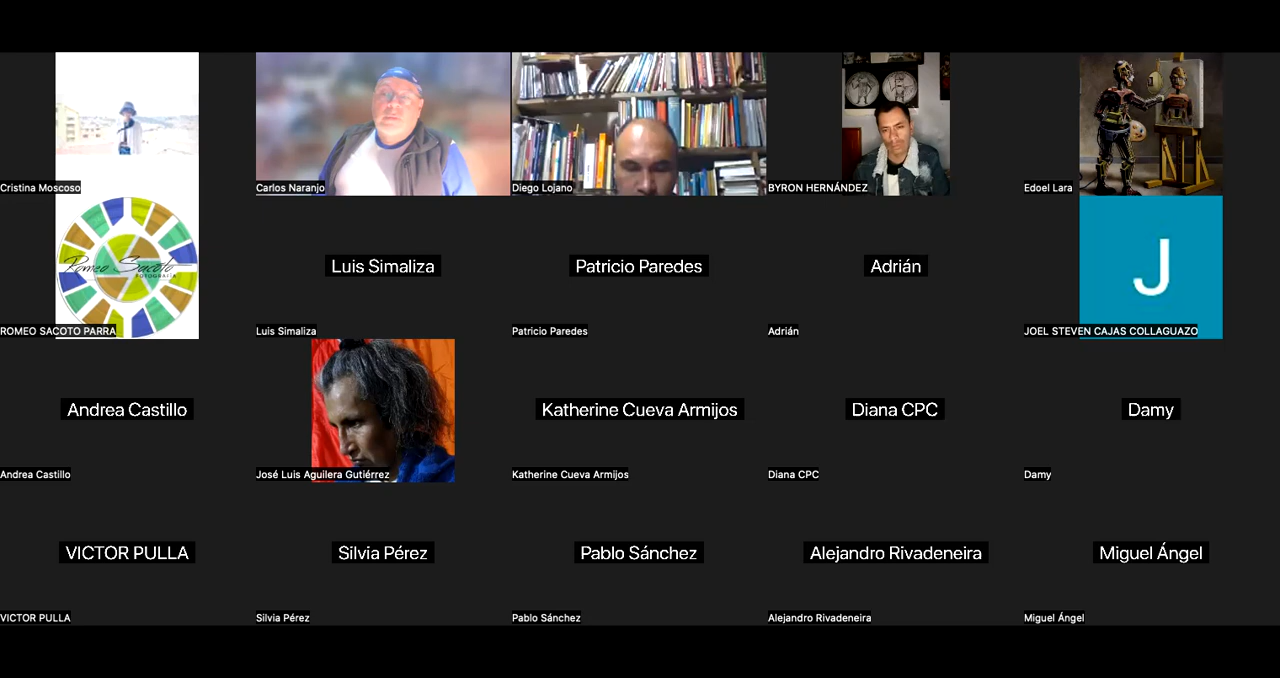 Cristina Moscoso
Carlos Naranjo
Diego Lojano
BYRON HERNÁNDEZ
Edoel Lara
Romeo Sacoto
FOTOGRAFÍA
Luis Simaliza
Patricio Paredes
Adrián
J
ROMEO SACOTO PARRA
Luis Simaliza
Patricio Paredes
Adrián
JOEL STEVEN CAJAS COLLAGUAZO
Andrea Castillo
Katherine Cueva Armijos
Diana CPC
Damy
Andrea Castillo
José Luis Aguilera Gutiérrez
Katherine Cueva Armijos
Diana CPC
Damy
VICTOR PULLA
Silvia Pérez
Pablo Sánchez
Alejandro Rivadeneira
Miguel Ángel
VICTOR PULLA
Silvia Pérez
Pablo Sánchez
Alejandro Rivadeneira
Miguel Ángel